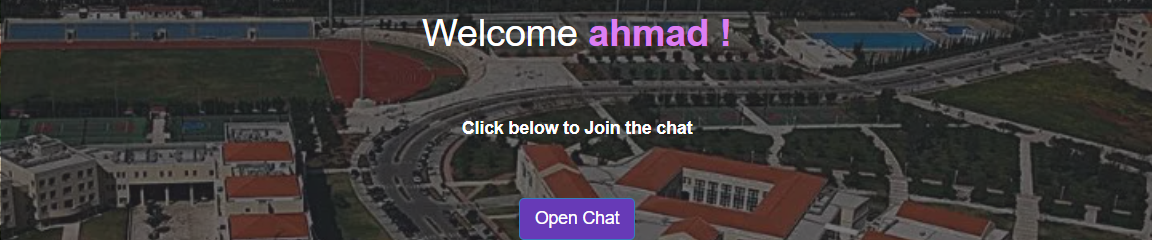 Welcome ahmad !
Click below to Join the chat
Open Chat